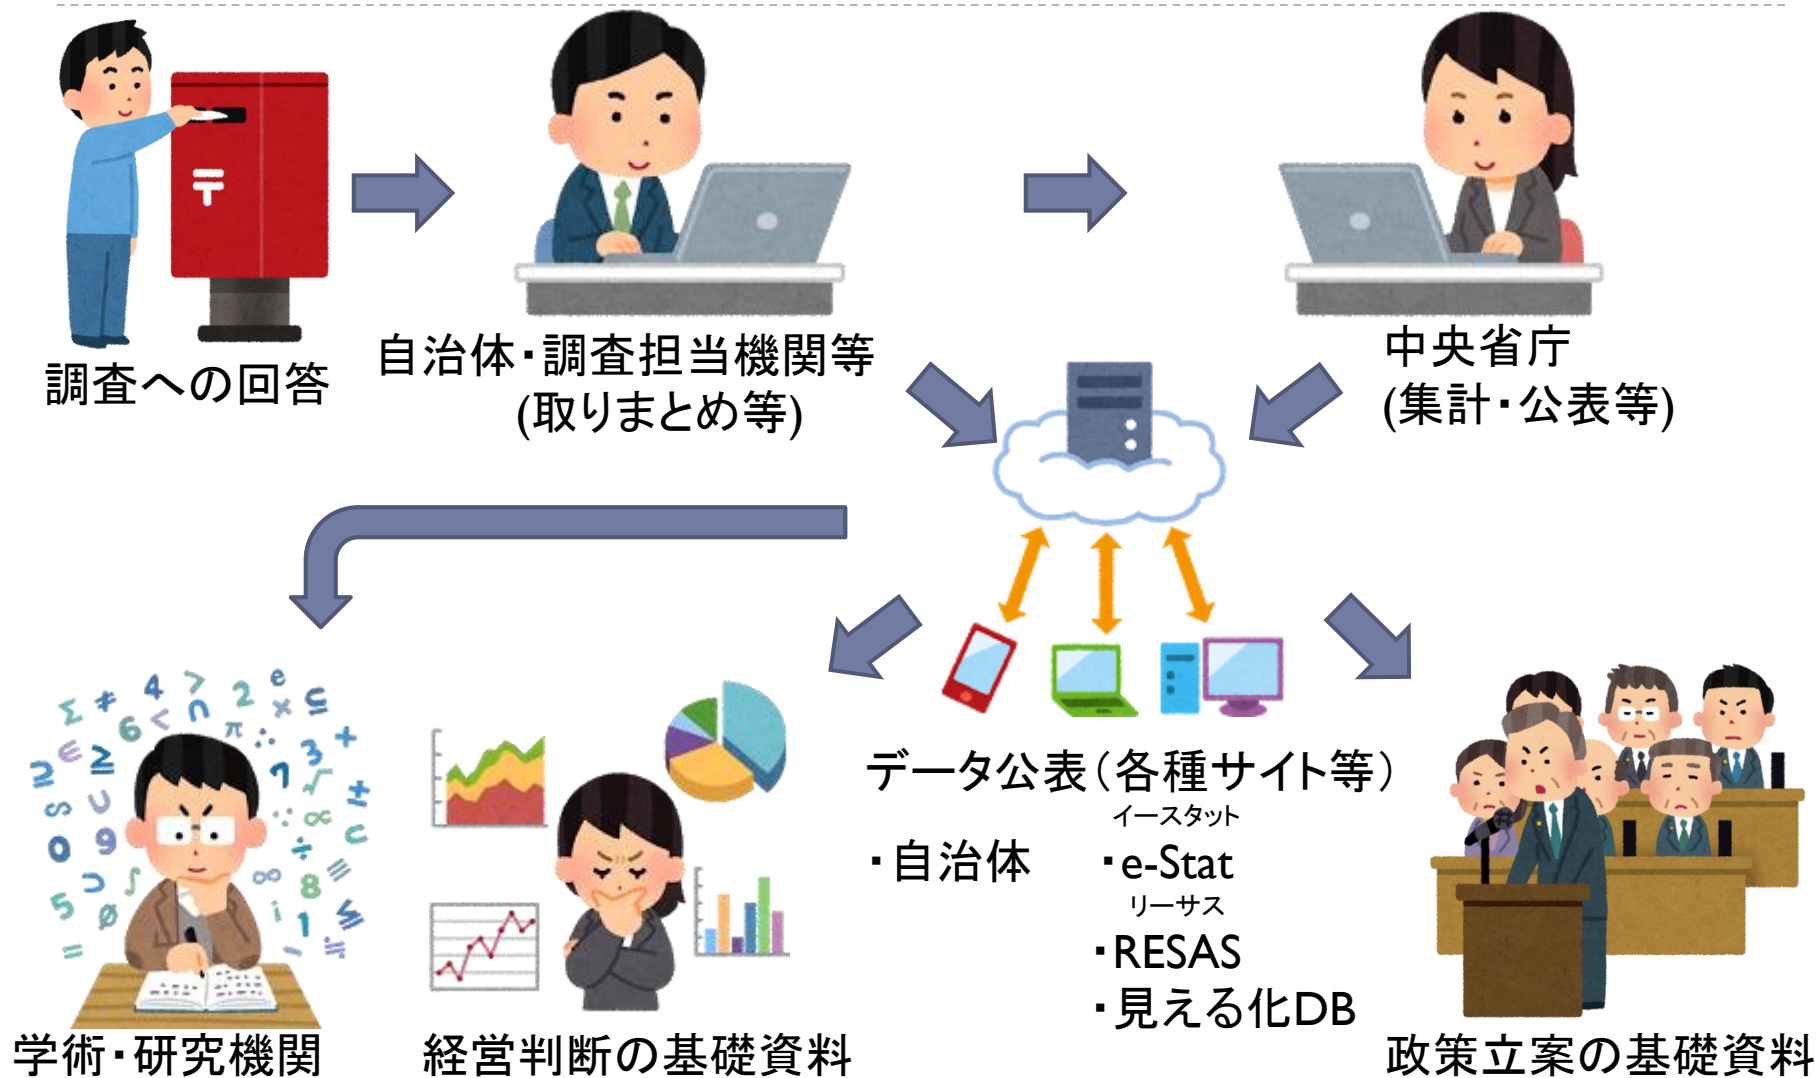 調査への回答
自治体・調査担当機関等
(取りまとめ等)
中央省庁
(集計・公表等)
データ公表(各種サイト等)
・自治体
イースタット
・e-Stat
リーサス
・RESAS
・見える化DB
学術・研究機関
経営判断の基礎資料
政策立案の基礎資料